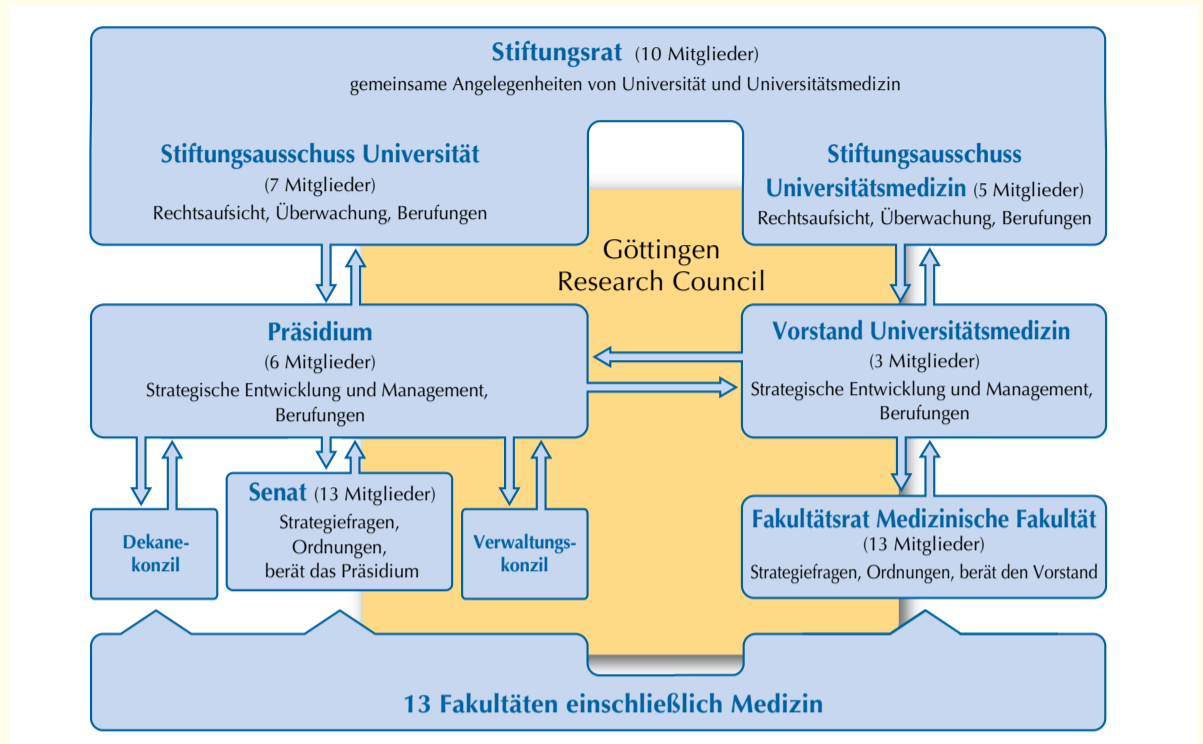 Stiftungsrat (10 Mitglieder)
gemeinsame Angelegenheiten von Universität und Universitätsmedizin
Stiftungsausschuss Universität
(7 Mitglieder)
Rechtsaufsicht, Überwachung, Berufungen
Stiftungsausschuss
Universitätsmedizin (5 Mitglieder)
Rechtsaufsicht, Überwachung, Berufungen
Göttingen
Research Council
Präsidium
(6 Mitglieder)
Strategische Entwicklung und Management,
Berufungen
Vorstand Universitätsmedizin
(3 Mitglieder)
Strategische Entwicklung und Management,
Berufungen
Dekane-
konzil
Senat (13 Mitglieder)
Strategiefragen,
Ordnungen,
berät das Präsidium
Verwaltungs-
konzil
Fakultätsrat Medizinische Fakultät
(13 Mitglieder)
Strategiefragen, Ordnungen, berät den Vorstand
13 Fakultäten einschließlich Medizin